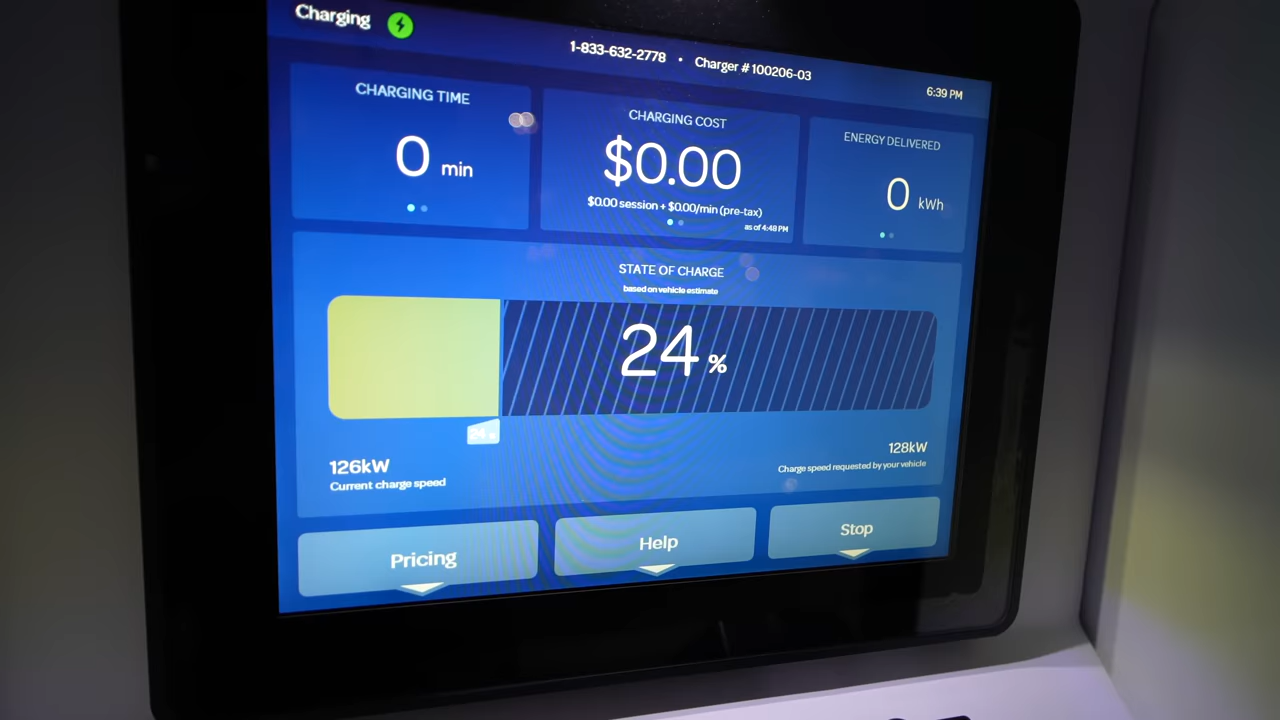 Charging
1-833-632-2778 • Charger # 100206-03
6:39 PM
CHARGING TIME
0 min
CHARGING COST
$0.00
$0.00 session + $0.00/min (pre-tax)
as of 4:48 PM
ENERGY DELIVERED
0 kWh
STATE OF CHARGE
based on vehicle estimate
24 %
126kW
Current charge speed
128kW
Charge speed requested by your vehicle
Pricing
Help
Stop